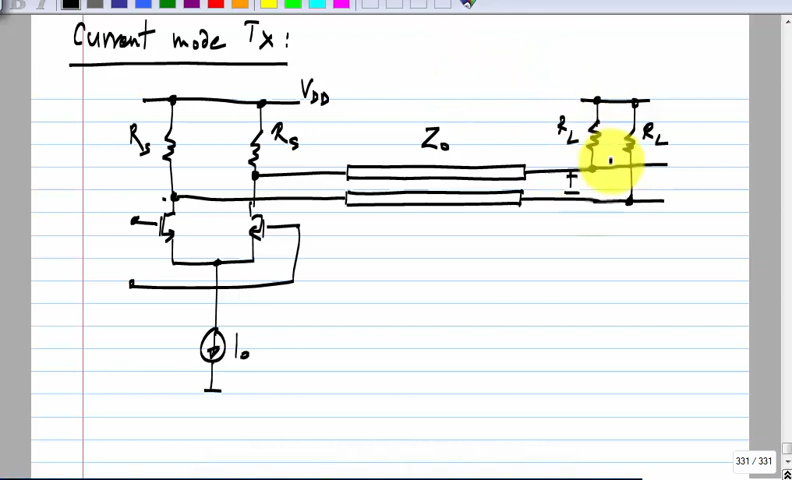 Current mode Tx:
VDD
Rs
Rs
Z0
RL
RL
+
−
I0
331 / 331